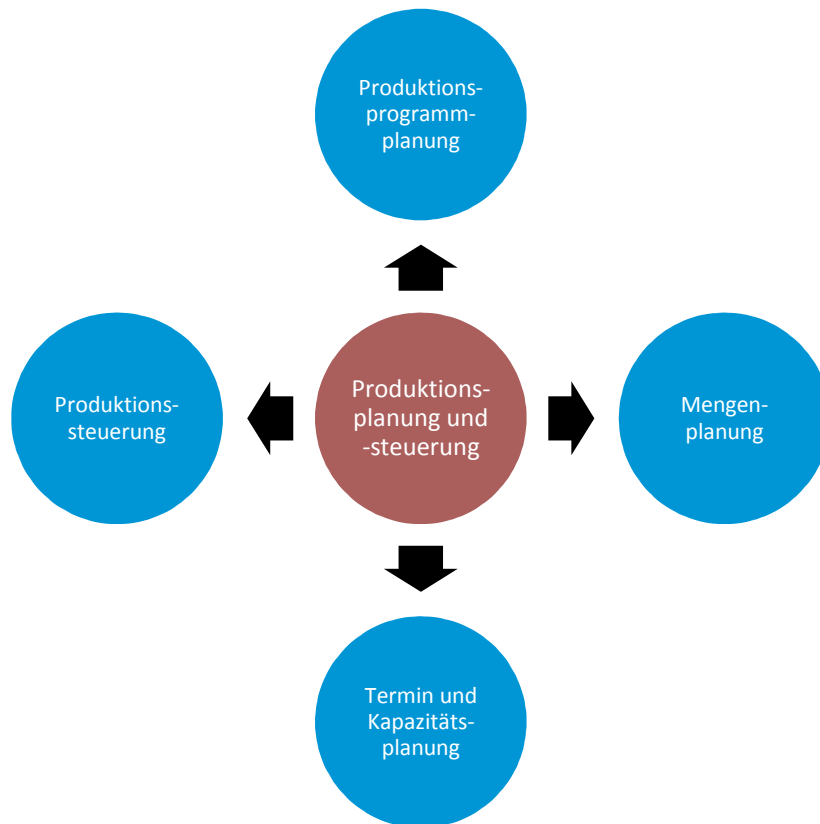 Produktions-
programm-
planung
Produktions-
steuerung
Produktions-
planung und
-steuerung
Mengen-
planung
Termin und
Kapazitäts-
planung